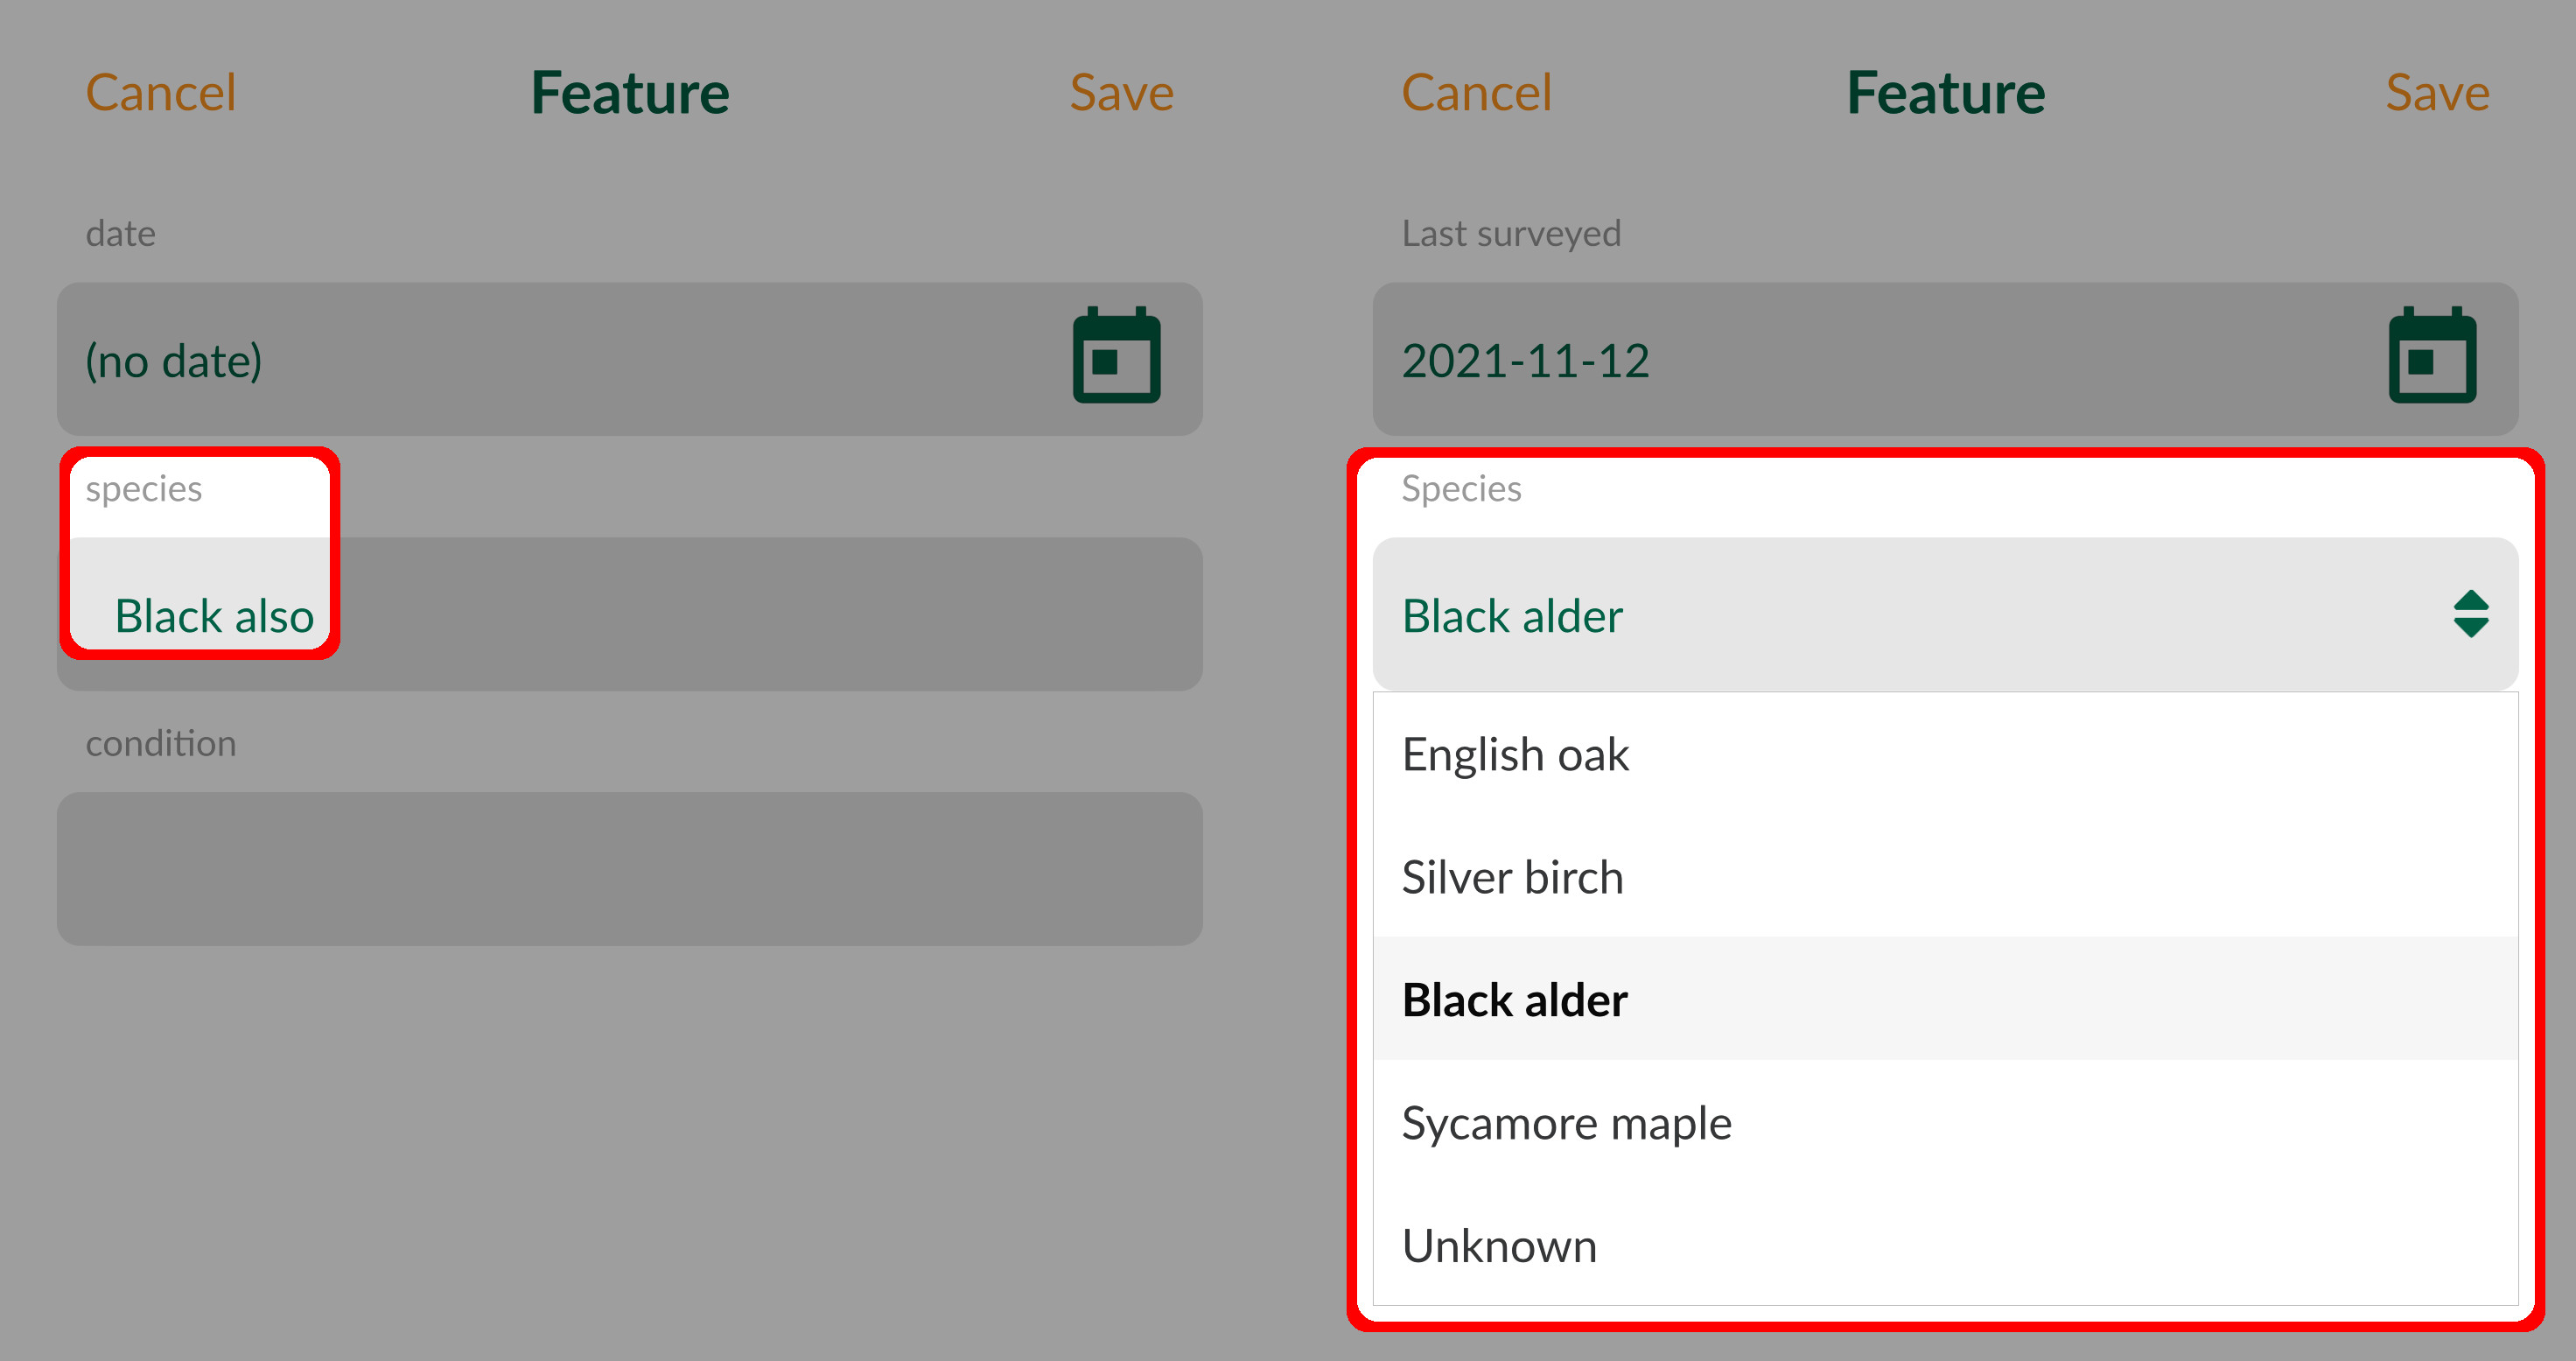 Cancel Feature Save
date
(no date)
species
Black also
condition
Cancel Feature Save
Last surveyed
2021-11-12
Species
Black alder
English oak
Silver birch
Black alder
Sycamore maple
Unknown